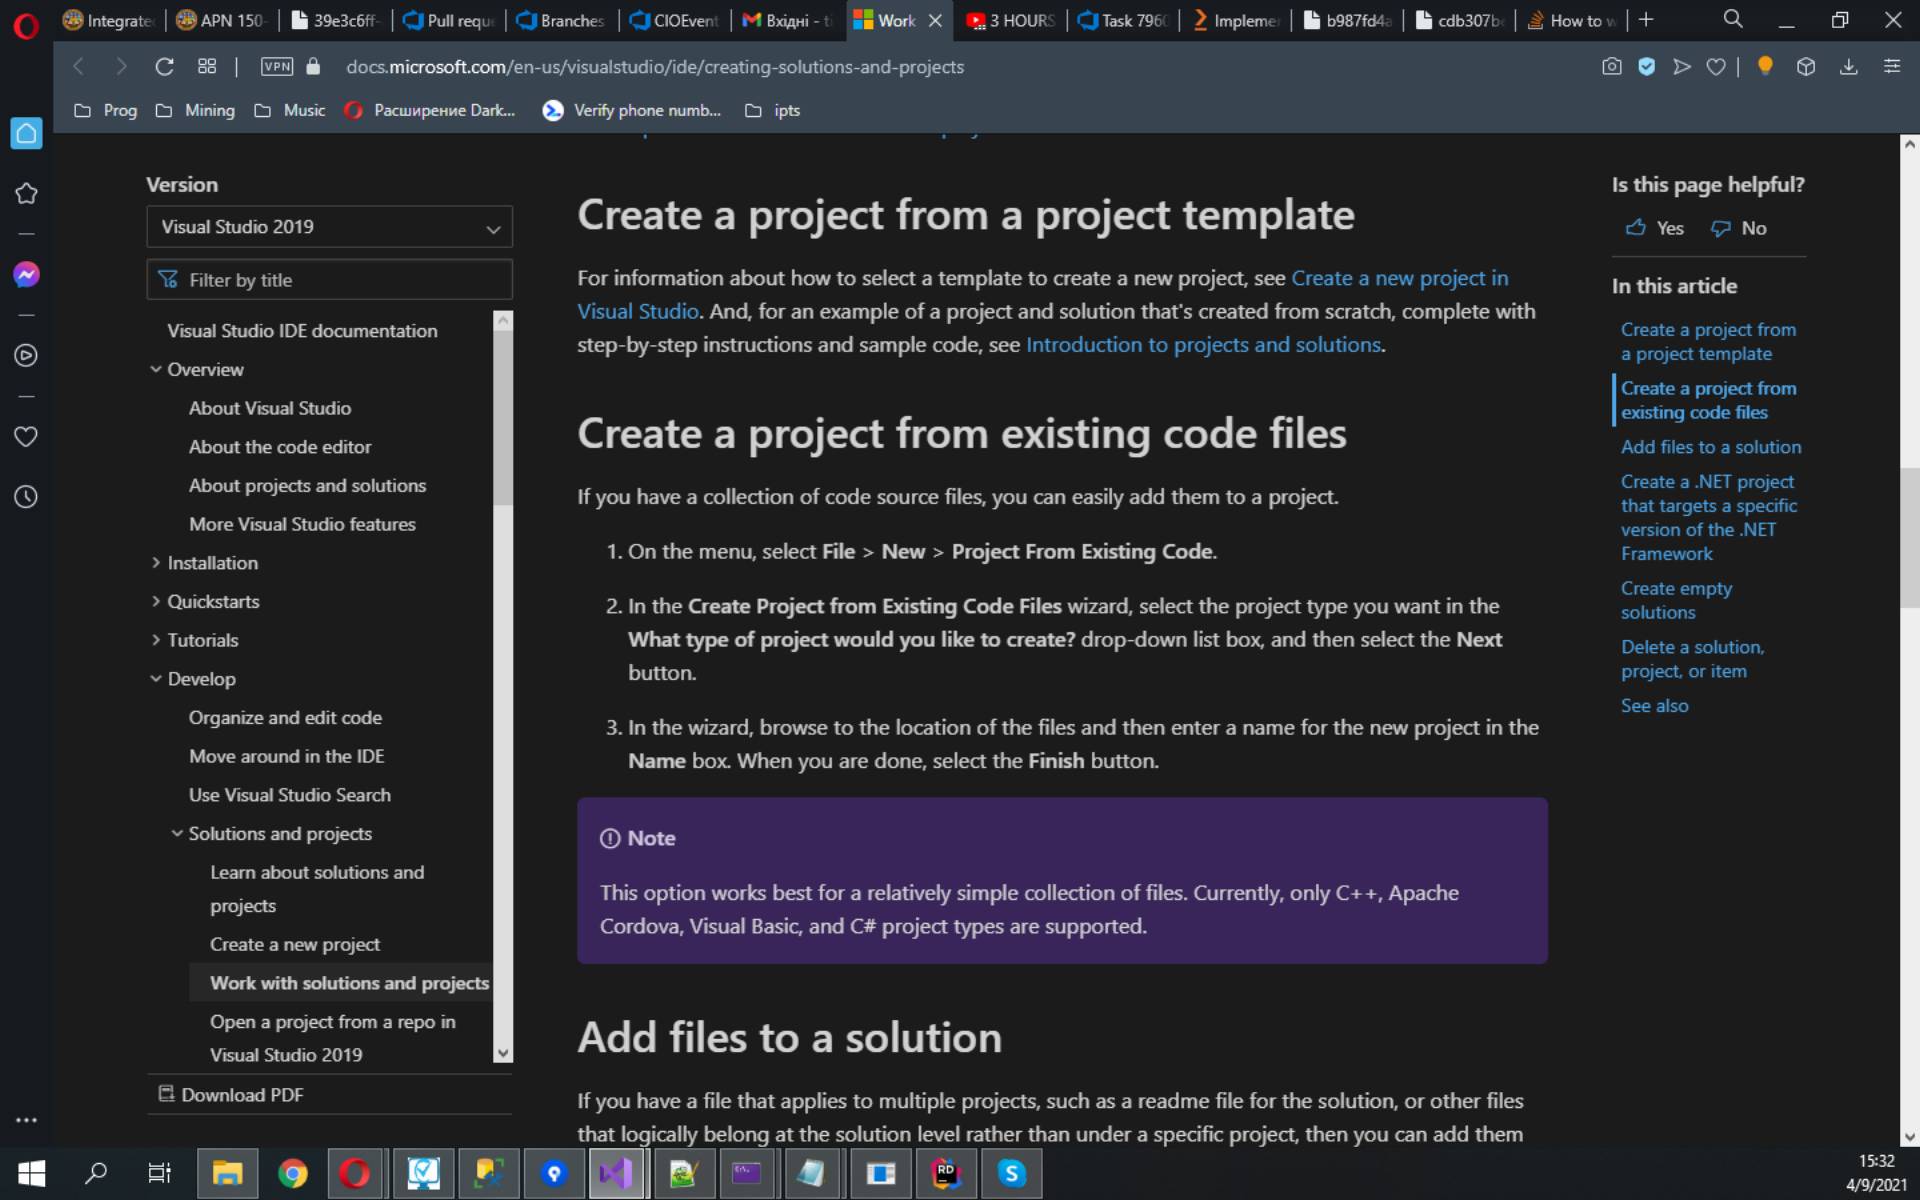 Integrate
APN 150-
39e3c6ff-
Pull requ
Branches
CIOEvent
Вхідні - ti
Work
3 HOURS
Task 7960
Implemen
b987fd4a
cdb307b
How to w
VPN
docs.microsoft.com/en-us/visualstudio/ide/creating-solutions-and-projects
Prog
Mining
Music
Расширение Dark...
Verify phone numb...
ipts
Version
Visual Studio 2019
Filter by title
Visual Studio IDE documentation
Overview
About Visual Studio
About the code editor
About projects and solutions
More Visual Studio features
Installation
Quickstarts
Tutorials
Develop
Organize and edit code
Move around in the IDE
Use Visual Studio Search
Solutions and projects
Learn about solutions and
projects
Create a new project
Work with solutions and projects
Open a project from a repo in
Visual Studio 2019
Download PDF
Create a project from a project template
For information about how to select a template to create a new project, see Create a new project in
Visual Studio. And, for an example of a project and solution that's created from scratch, complete with
step-by-step instructions and sample code, see Introduction to projects and solutions.
Create a project from existing code files
If you have a collection of code source files, you can easily add them to a project.
1. On the menu, select File > New > Project From Existing Code.
2. In the Create Project from Existing Code Files wizard, select the project type you want in the
What type of project would you like to create? drop-down list box, and then select the Next
button.
3. In the wizard, browse to the location of the files and then enter a name for the new project in the
Name box. When you are done, select the Finish button.
Note
This option works best for a relatively simple collection of files. Currently, only C++, Apache
Cordova, Visual Basic, and C# project types are supported.
Add files to a solution
If you have a file that applies to multiple projects, such as a readme file for the solution, or other files
that logically belong at the solution level rather than under a specific project, then you can add them
Is this page helpful?
Yes
No
In this article
Create a project from
a project template
Create a project from
existing code files
Add files to a solution
Create a .NET project
that targets a specific
version of the .NET
Framework
Create empty
solutions
Delete a solution,
project, or item
See also
RD
15:32
4/9/2021